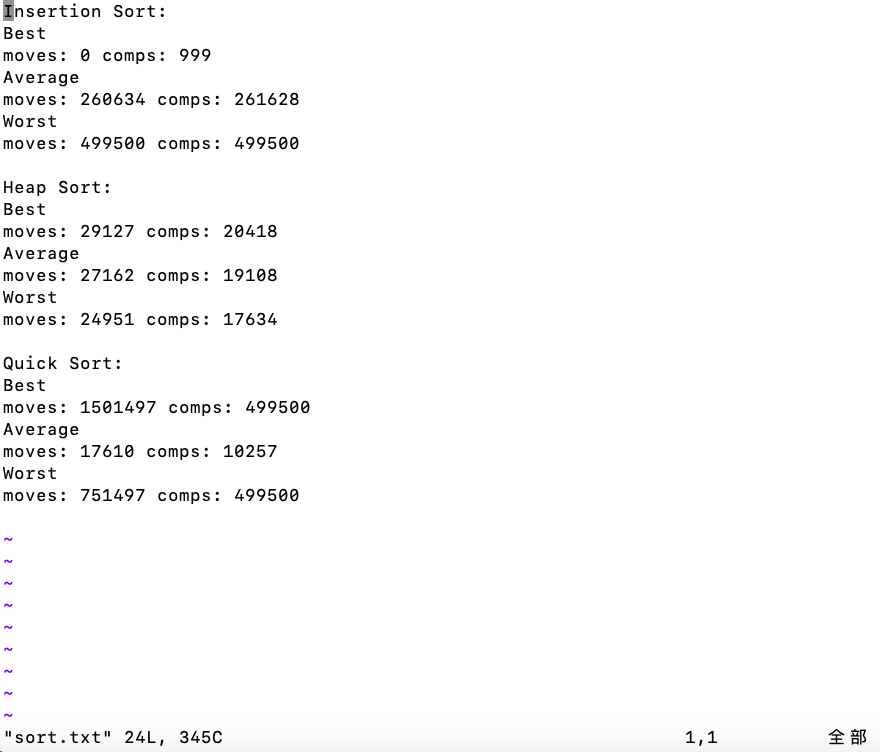 Insertion Sort:
Best
moves: 0 comps: 999
Average
moves: 260634 comps: 261628
Worst
moves: 499500 comps: 499500
Heap Sort:
Best
moves: 29127 comps: 20418
Average
moves: 27162 comps: 19108
Worst
moves: 24951 comps: 17634
Quick Sort:
Best
moves: 1501497 comps: 499500
Average
moves: 17610 comps: 10257
Worst
moves: 751497 comps: 499500
~
~
~
~
~
~
~
~
~
"sort.txt" 24L, 345C 1,1 全部